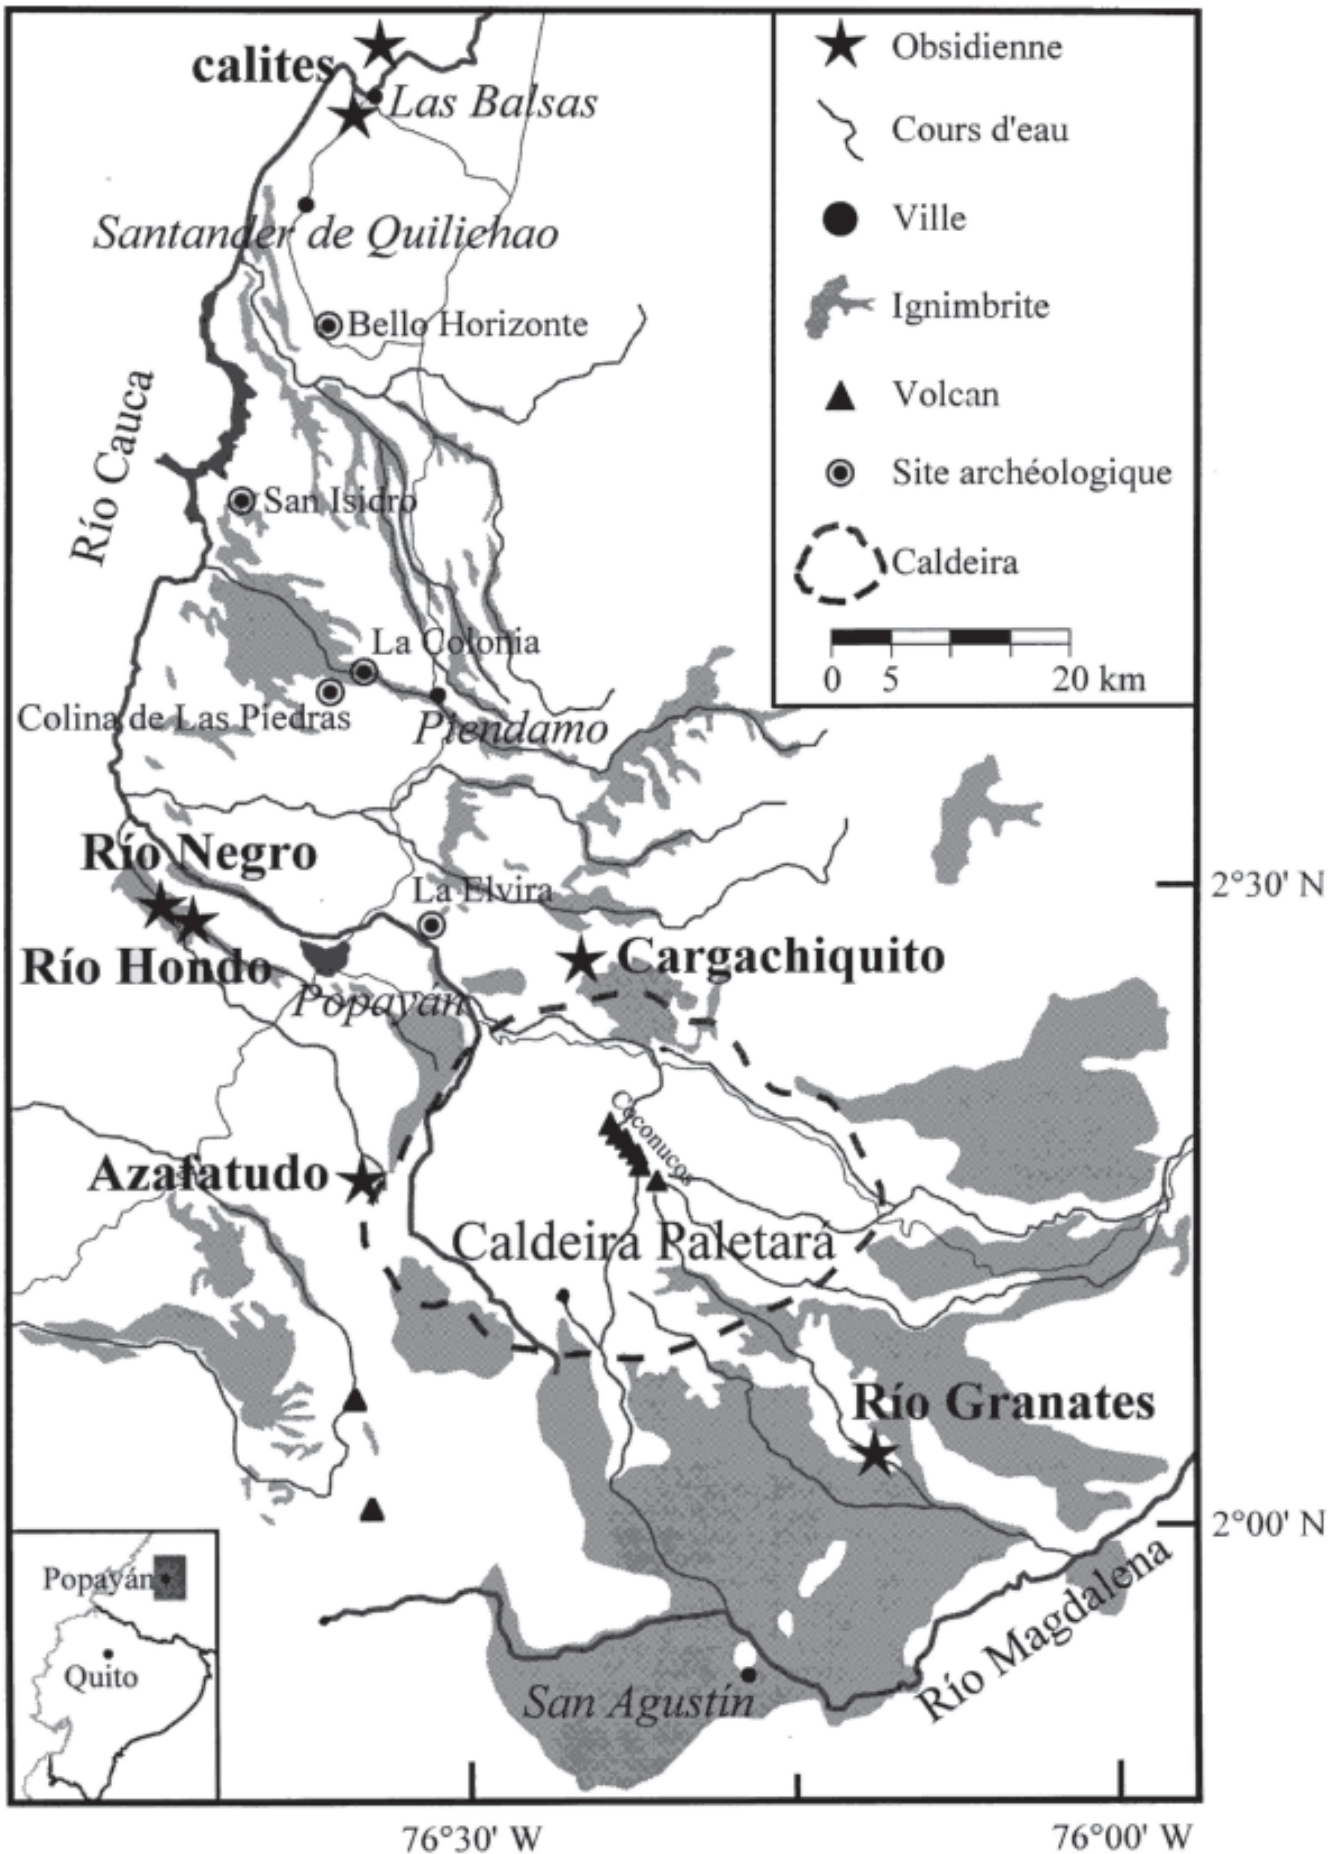 calites
Las Balsas
Santander de Quilichao
Bello Horizonte
Río Cauca
San Isidro
La Colonia
Colina de Las Piedras
Piendamo
Río Negro
La Elvira
Río Hondo
Cargachiquito
Popayán
Coconucos
Azafatudo
Caldeira Paletará
Río Granates
Río Magdalena
San Agustín
Obsidienne
Cours d'eau
Ville
Ignimbrite
Volcan
Site archéologique
Caldeira
0 5 20 km
2°30' N
2°00' N
Popayán
Quito
76°30' W
76°00' W